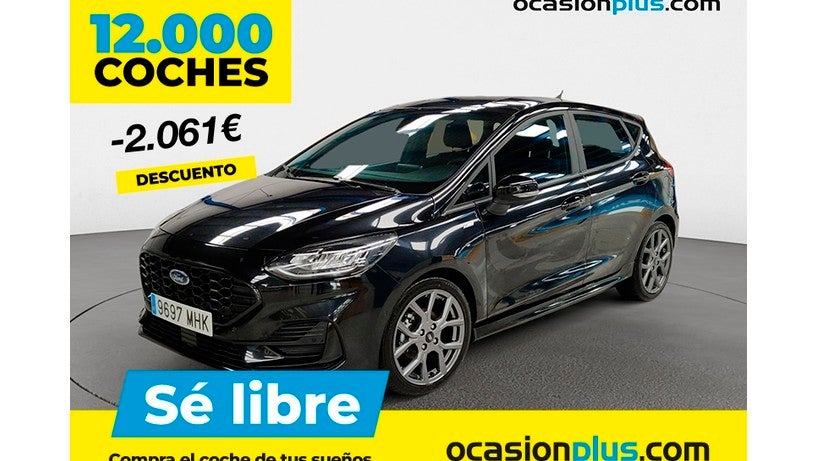 12.000
COCHES
ocasionplus.com
-2.061€
DESCUENTO
Ford
9697 MHK
Sé libre
Compra el coche de tus sueños
ocasionplus.com